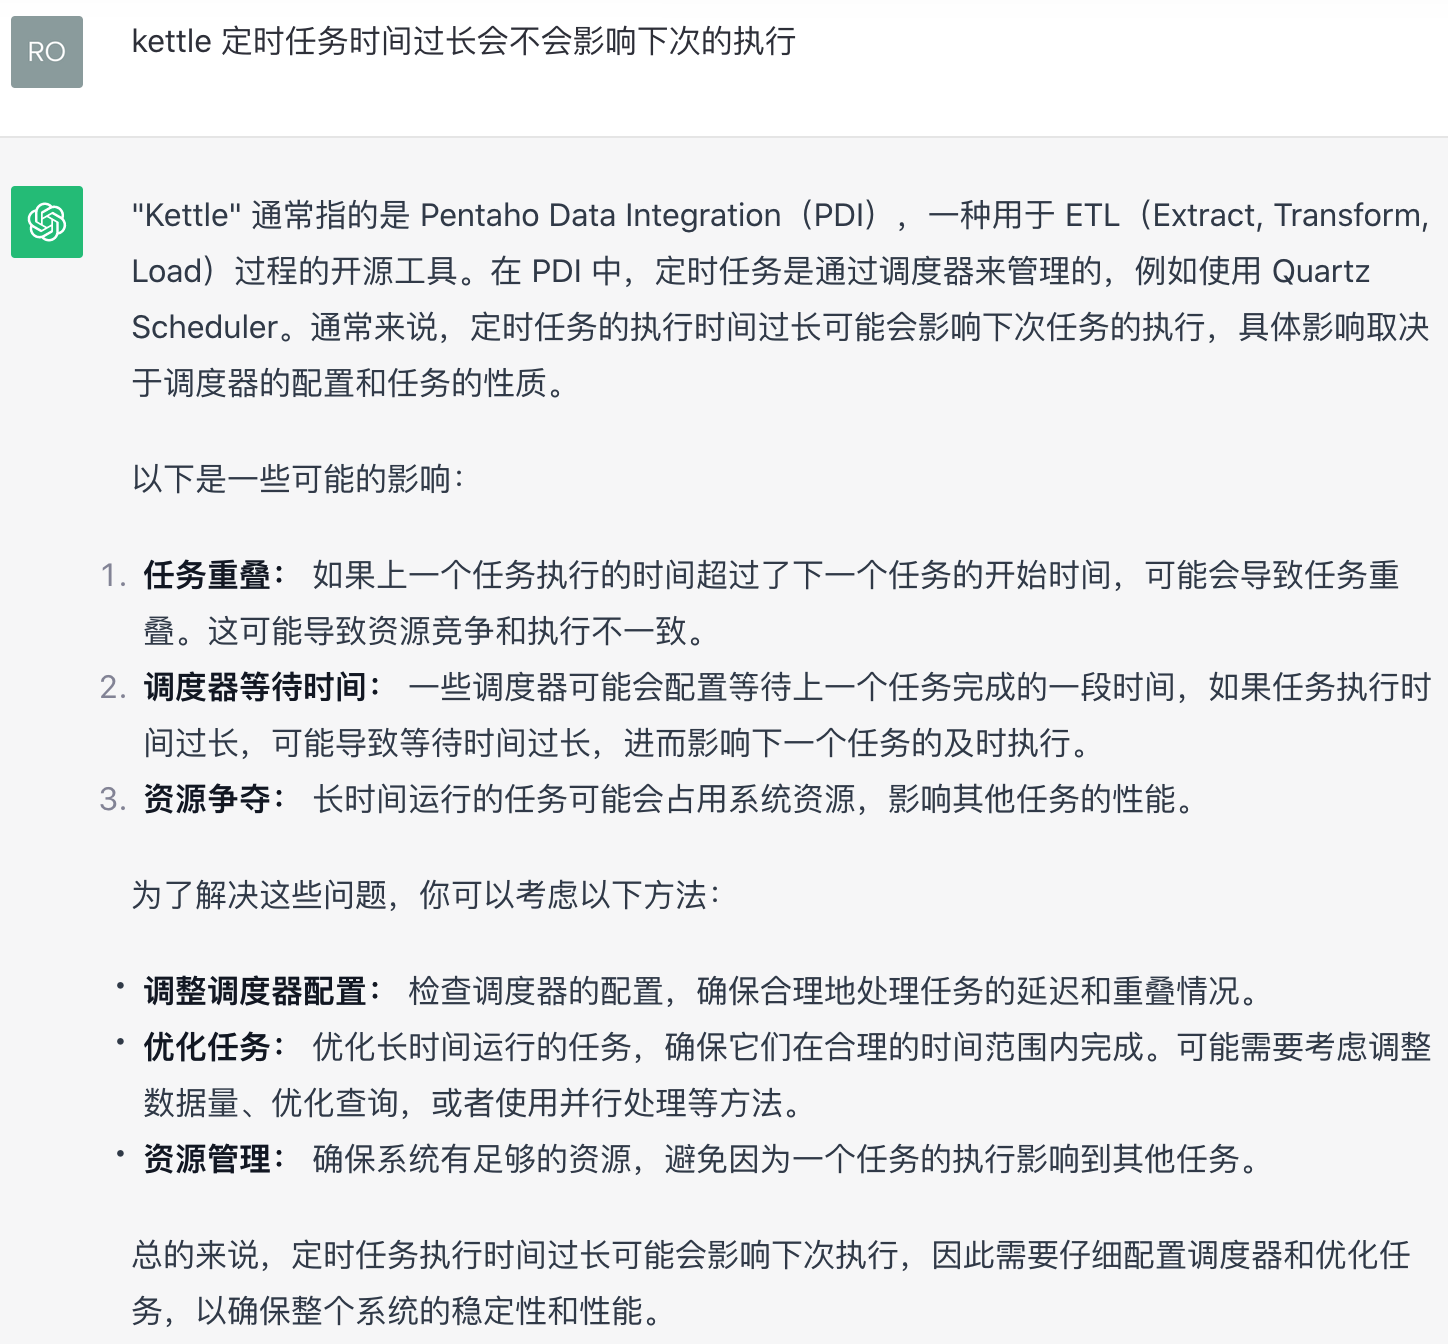 RO
kettle 定时任务时间过长会不会影响下次的执行
"Kettle" 通常指的是 Pentaho Data Integration（PDI），一种用于 ETL（Extract, Transform,
Load）过程的开源工具。在 PDI 中，定时任务是通过调度器来管理的，例如使用 Quartz
Scheduler。通常来说，定时任务的执行时间过长可能会影响下次任务的执行，具体影响取决
于调度器的配置和任务的性质。
以下是一些可能的影响：
1. 任务重叠： 如果上一个任务执行的时间超过了下一个任务的开始时间，可能会导致任务重
叠。这可能导致资源竞争和执行不一致。
2. 调度器等待时间： 一些调度器可能会配置等待上一个任务完成的一段时间，如果任务执行时
间过长，可能导致等待时间过长，进而影响下一个任务的及时执行。
3. 资源争夺： 长时间运行的任务可能会占用系统资源，影响其他任务的性能。
为了解决这些问题，你可以考虑以下方法：
• 调整调度器配置： 检查调度器的配置，确保合理地处理任务的延迟和重叠情况。
• 优化任务： 优化长时间运行的任务，确保它们在合理的时间范围内完成。可能需要考虑调整
数据量、优化查询，或者使用并行处理等方法。
• 资源管理： 确保系统有足够的资源，避免因为一个任务的执行影响到其他任务。
总的来说，定时任务执行时间过长可能会影响下次执行，因此需要仔细配置调度器和优化任
务，以确保整个系统的稳定性和性能。